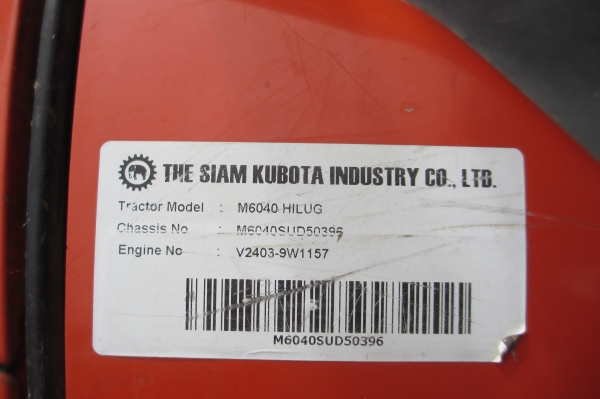 THE SIAM KUBOTA INDUSTRY CO., LTD.
Tractor Model : M6040 HILUG
Chassis No : M6040SUD50396
Engine No : V2403-9W1157
M6040SUD50396